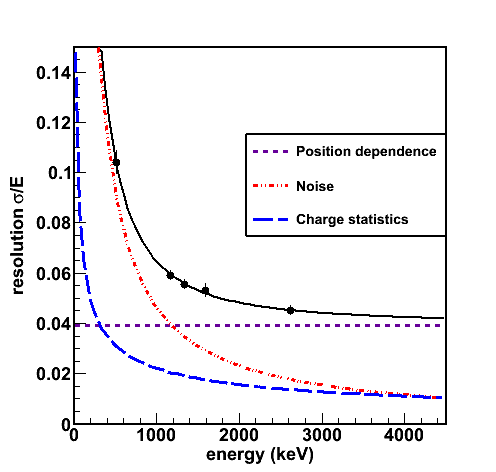 resolution σ/E
0.14
0.12
0.1
0.08
0.06
0.04
0.02
0
Position dependence
Noise
Charge statistics
0 1000 2000 3000 4000
energy (keV)